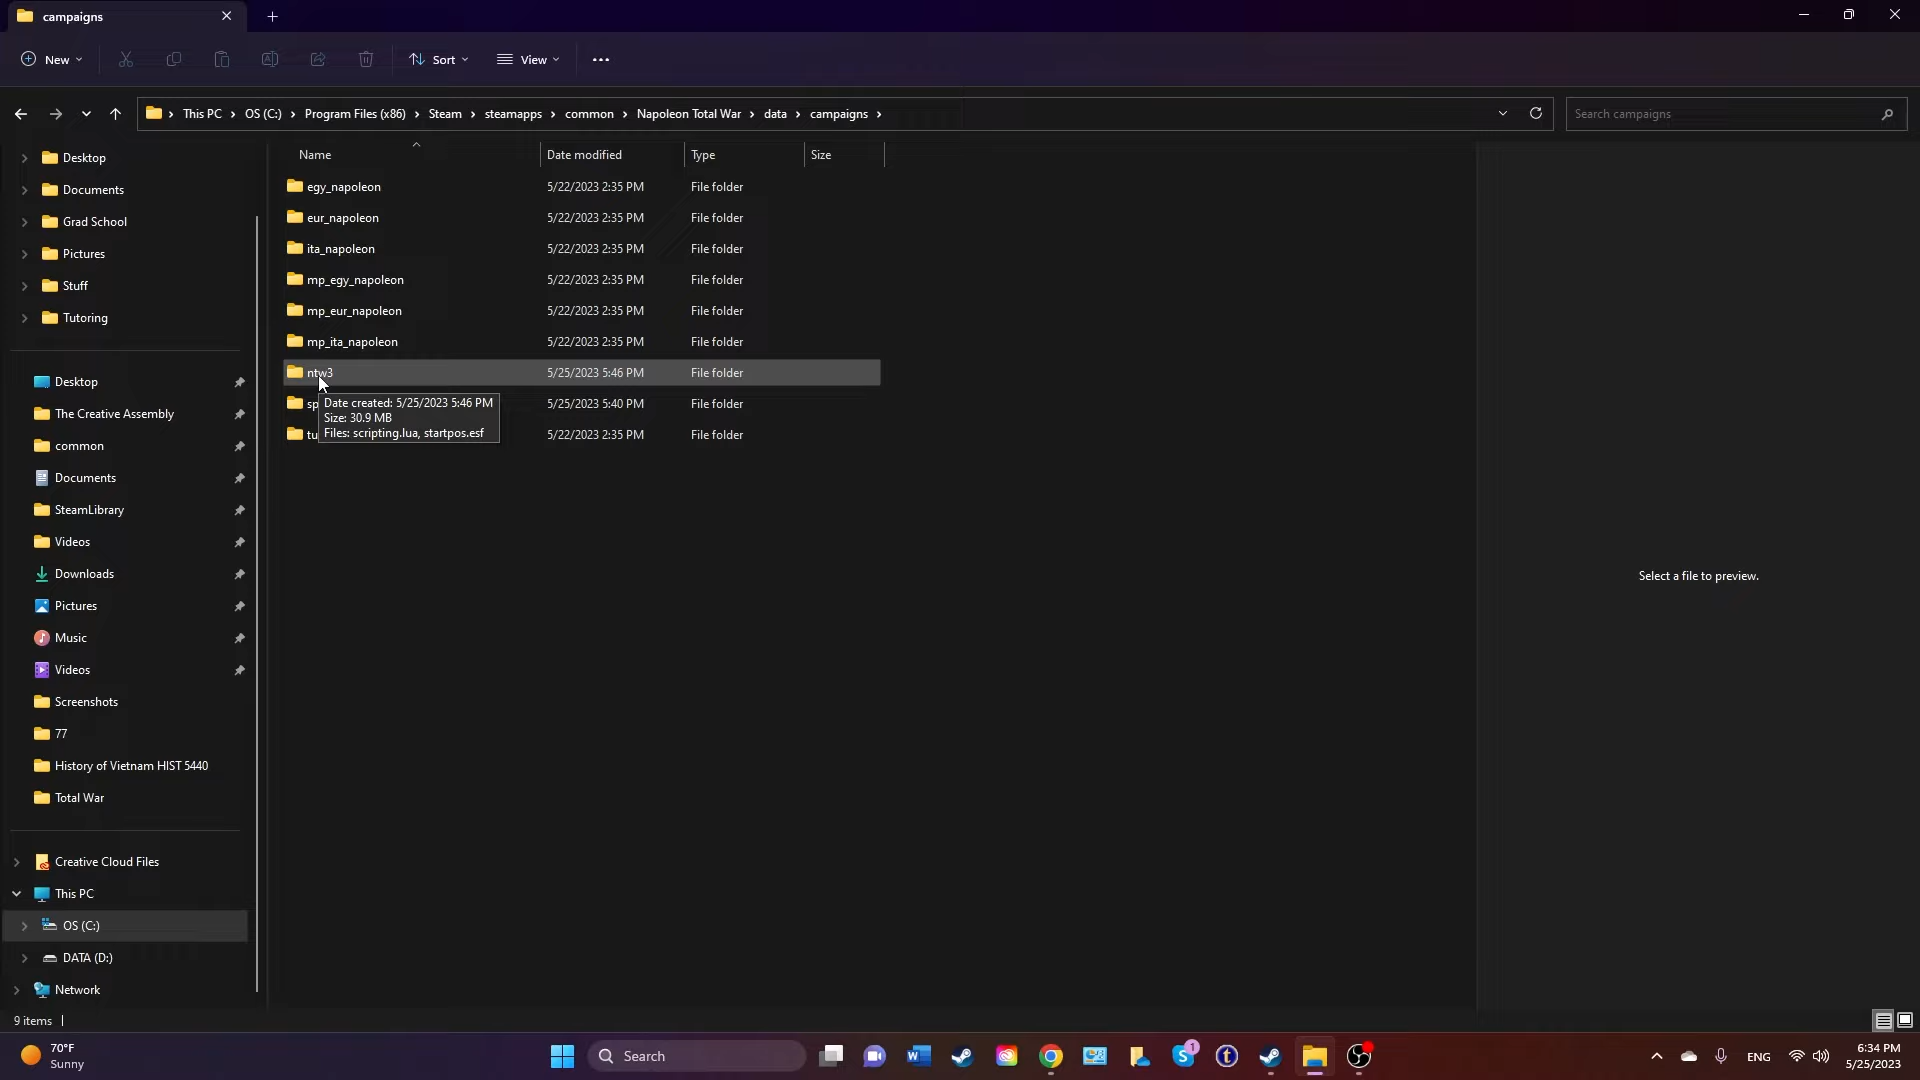 campaigns
New
Sort
View
This PC
OS (C:)
Program Files (x86)
Steam
steamapps
common
Napoleon Total War
data
campaigns
Search campaigns
Name
Date modified
Type
Size
egy_napoleon 5/22/2023 2:35 PM File folder
eur_napoleon 5/22/2023 2:35 PM File folder
ita_napoleon 5/22/2023 2:35 PM File folder
mp_egy_napoleon 5/22/2023 2:35 PM File folder
mp_eur_napoleon 5/22/2023 2:35 PM File folder
mp_ita_napoleon 5/22/2023 2:35 PM File folder
ntw3 5/25/2023 5:46 PM File folder
5/25/2023 5:40 PM File folder
5/22/2023 2:35 PM File folder
Date created: 5/25/2023 5:46 PM
Size: 30.9 MB
Files: scripting.lua, startpos.esf
Select a file to preview.
Desktop
Documents
Grad School
Pictures
Stuff
Tutoring
Desktop
The Creative Assembly
common
Documents
SteamLibrary
Videos
Downloads
Pictures
Music
Videos
Screenshots
77
History of Vietnam HIST 5440
Total War
Creative Cloud Files
This PC
OS (C:)
DATA (D:)
Network
9 items
70°F
Sunny
Search
1
ENG
6:34 PM
5/25/2023